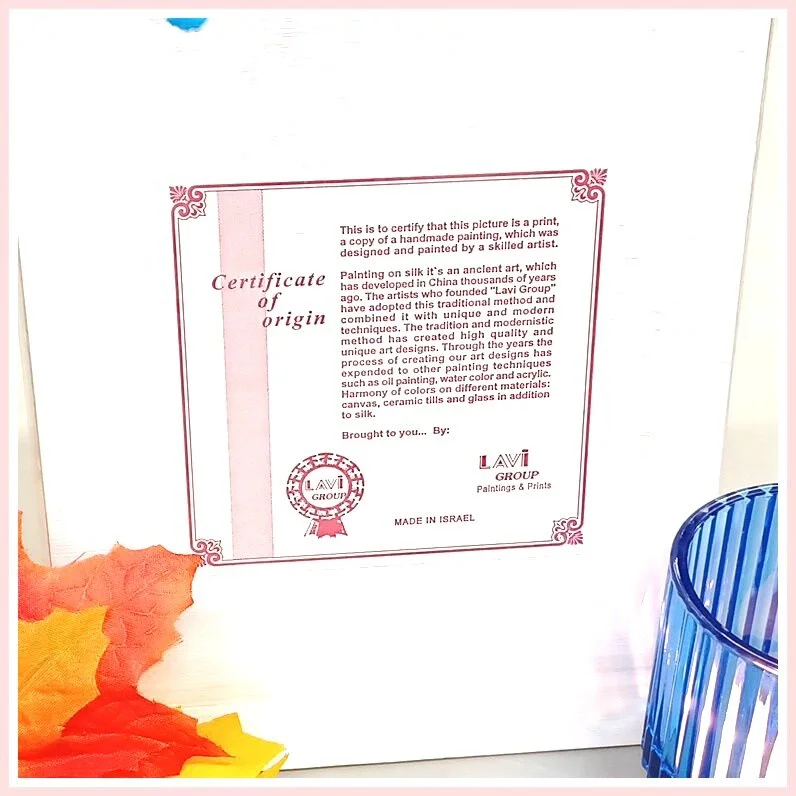 Certificate
of
origin
This is to certify that this picture is a print,
a copy of a handmade painting, which was
designed and painted by a skilled artist.
Painting on silk it`s an ancient art, which
has developed in China thousands of years
ago. The artists who founded "Lavi Group"
have adopted this traditional method and
combined it with unique and modern
techniques. The tradition and modernistic
method has created high quality and
unique art designs. Through the years the
process of creating our art designs has
expended to other painting techniques
such as oil painting, water color and acrylic.
Harmony of colors on different materials:
canvas, ceramic tills and glass in addition
to silk.
Brought to you... By:
LAVI
GROUP
Paintings & Prints
LAVI
GROUP
MADE IN ISRAEL